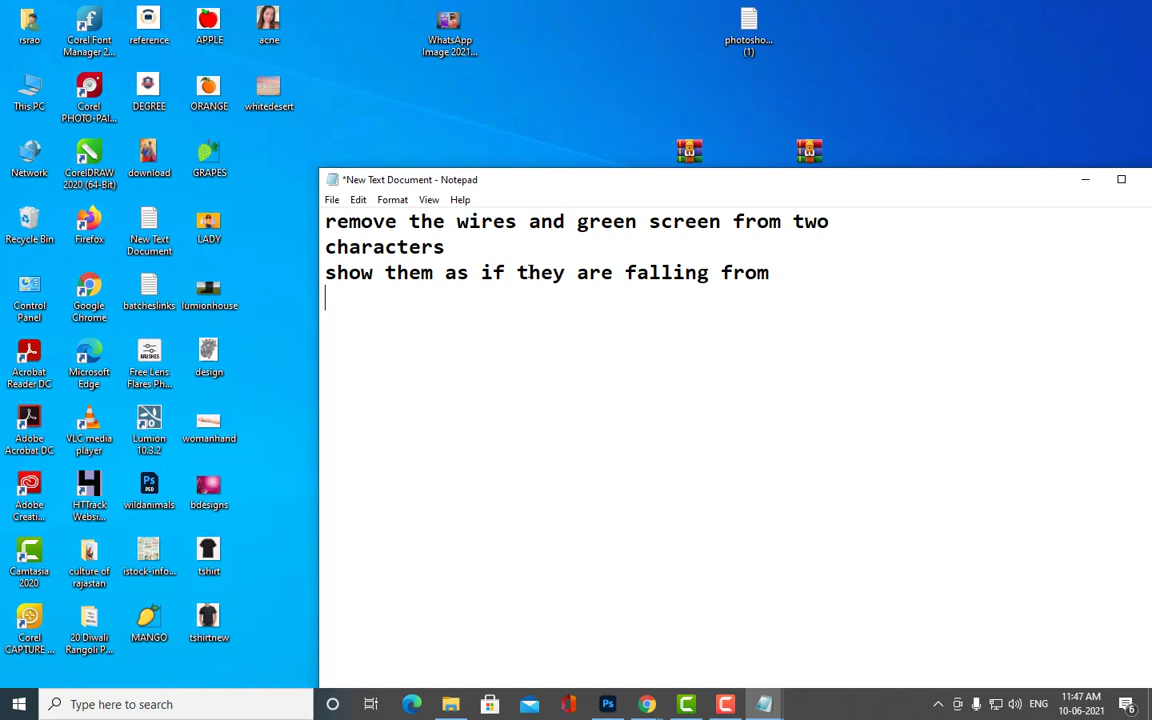 rsrao
Corel Font
Manager 2...
reference
APPLE
acne
WhatsApp
Image 2021...
photosho...
(1)
This PC
Corel
PHOTO-PAI...
DEGREE
ORANGE
whitedesert
Network
CorelDRAW
2020 (64-Bit)
download
GRAPES
Recycle Bin
Firefox
New Text
Document
LADY
Control
Panel
Google
Chrome
batcheslinks
lumionhouse
Acrobat
Reader DC
Microsoft
Edge
Free Lens
Flares Ph...
design
Adobe
Acrobat DC
VLC media
player
Lumion
10.3.2
womanhand
Adobe
Creati...
HTTrack
Websi...
wildanimals
bdesigns
Camtasia
2020
culture of
rajastan
istock-info...
tshirt
Corel
CAPTURE ...
20 Diwali
Rangoli P...
MANGO
tshirtnew
*New Text Document - Notepad
File Edit Format View Help
remove the wires and green screen from two
characters
show them as if they are falling from
Type here to search
ENG
11:47 AM
10-06-2021
6